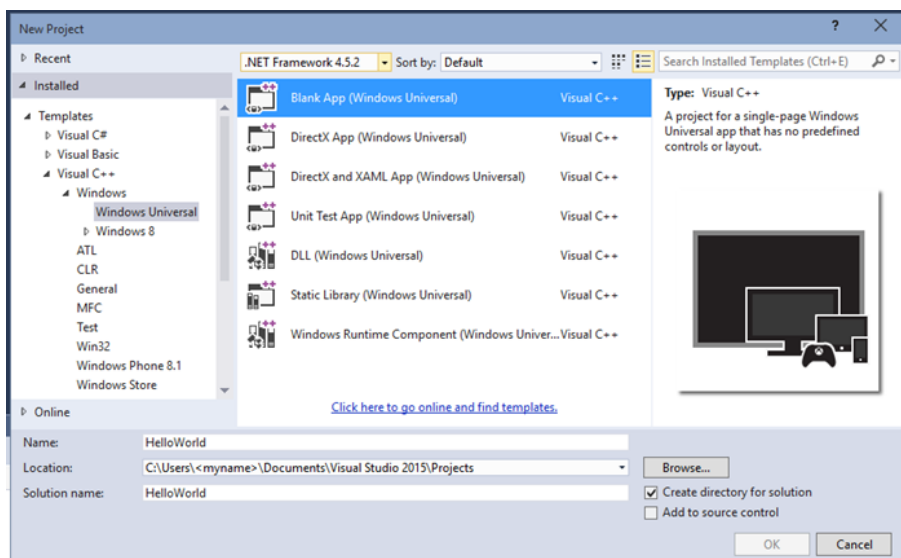 New Project
Recent
.NET Framework 4.5.2 Sort by: Default Search Installed Templates (Ctrl+E)
Installed
Templates
Visual C#
Visual Basic
Visual C++
Windows
Windows Universal
Windows 8
ATL
CLR
General
MFC
Test
Win32
Windows Phone 8.1
Windows Store
Online
Blank App (Windows Universal) Visual C++
DirectX App (Windows Universal) Visual C++
DirectX and XAML App (Windows Universal) Visual C++
Unit Test App (Windows Universal) Visual C++
DLL (Windows Universal) Visual C++
Static Library (Windows Universal) Visual C++
Windows Runtime Component (Windows Univer... Visual C++
Click here to go online and find templates.
Type: Visual C++
A project for a single-page Windows
Universal app that has no predefined
controls or layout.
Name: HelloWorld
Location: C:\Users\<myname>\Documents\Visual Studio 2015\Projects Browse...
Solution name: HelloWorld
Create directory for solution
Add to source control
OK Cancel